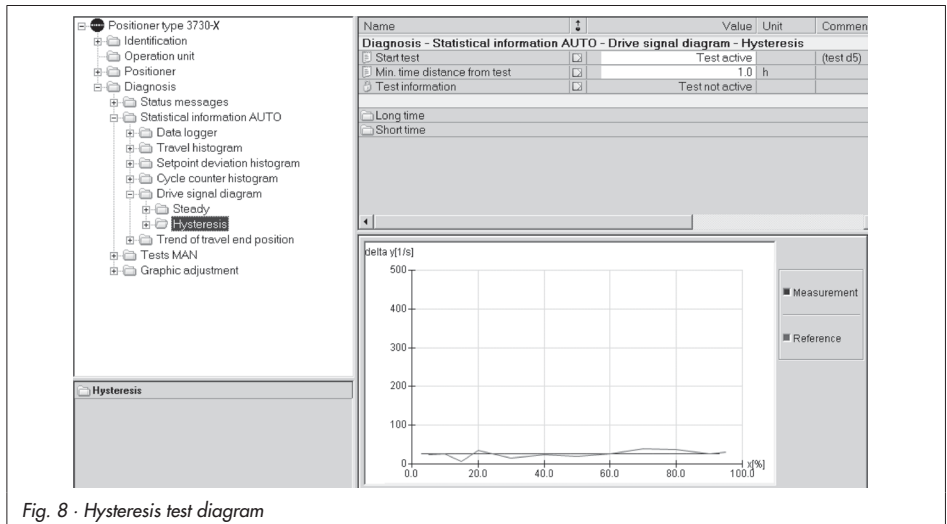 Positioner type 3730-X
Identification
Operation unit
Positioner
Diagnosis
Status messages
Statistical information AUTO
Data logger
Travel histogram
Setpoint deviation histogram
Cycle counter histogram
Drive signal diagram
Steady
Hysteresis
Trend of travel end position
Tests MAN
Graphic adjustment
Hysteresis
Name Value Unit Commen
Diagnosis - Statistical information AUTO - Drive signal diagram - Hysteresis
Start test Test active (test d5)
Min. time distance from test 1.0 h
Test information Test not active
Long time
Short time
delta y[1/s]
500
400
300
200
100
0
0.0 20.0 40.0 60.0 80.0 100.0 x[%]
Measurement
Reference
Fig. 8 · Hysteresis test diagram